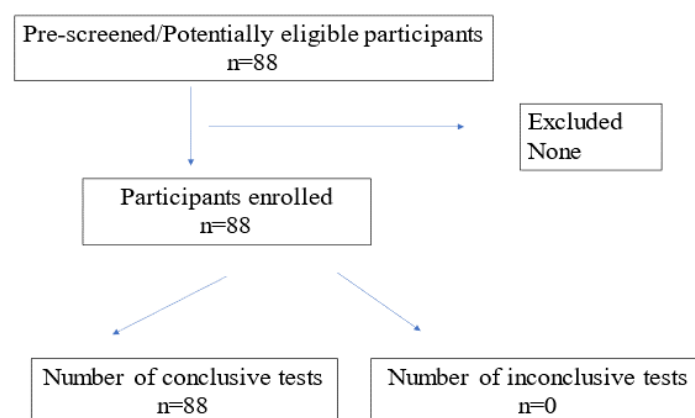 Pre-screened/Potentially eligible participants
n=88
Excluded
None
Participants enrolled
n=88
Number of conclusive tests
n=88
Number of inconclusive tests
n=0